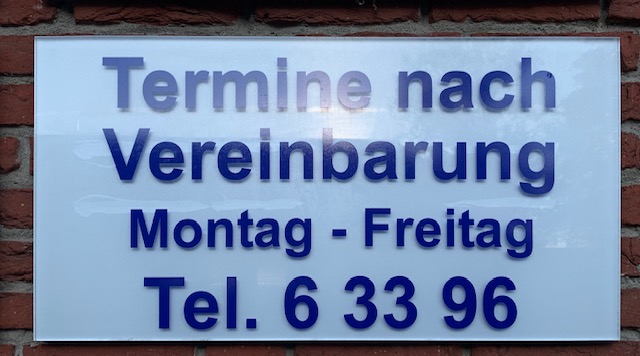 Termine nach
Vereinbarung
Montag - Freitag
Tel. 6 33 96